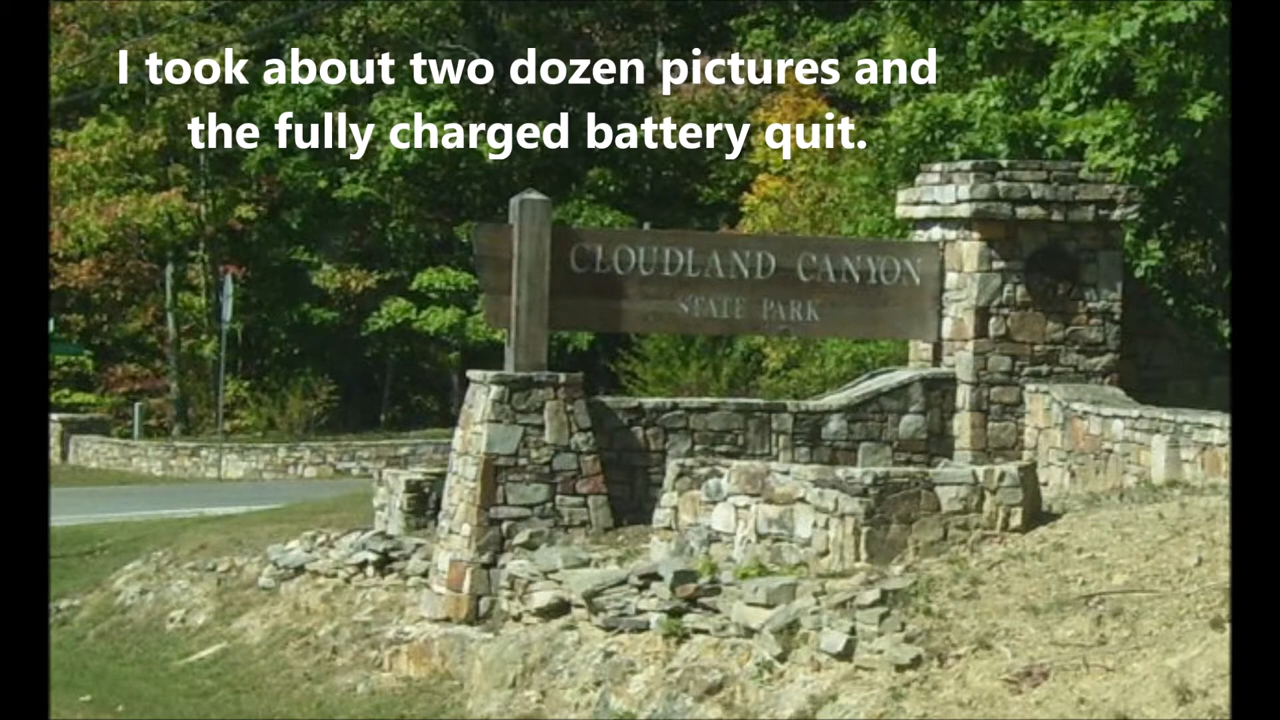 I took about two dozen pictures and
the fully charged battery quit.
CLOUDLAND CANYON
STATE PARK